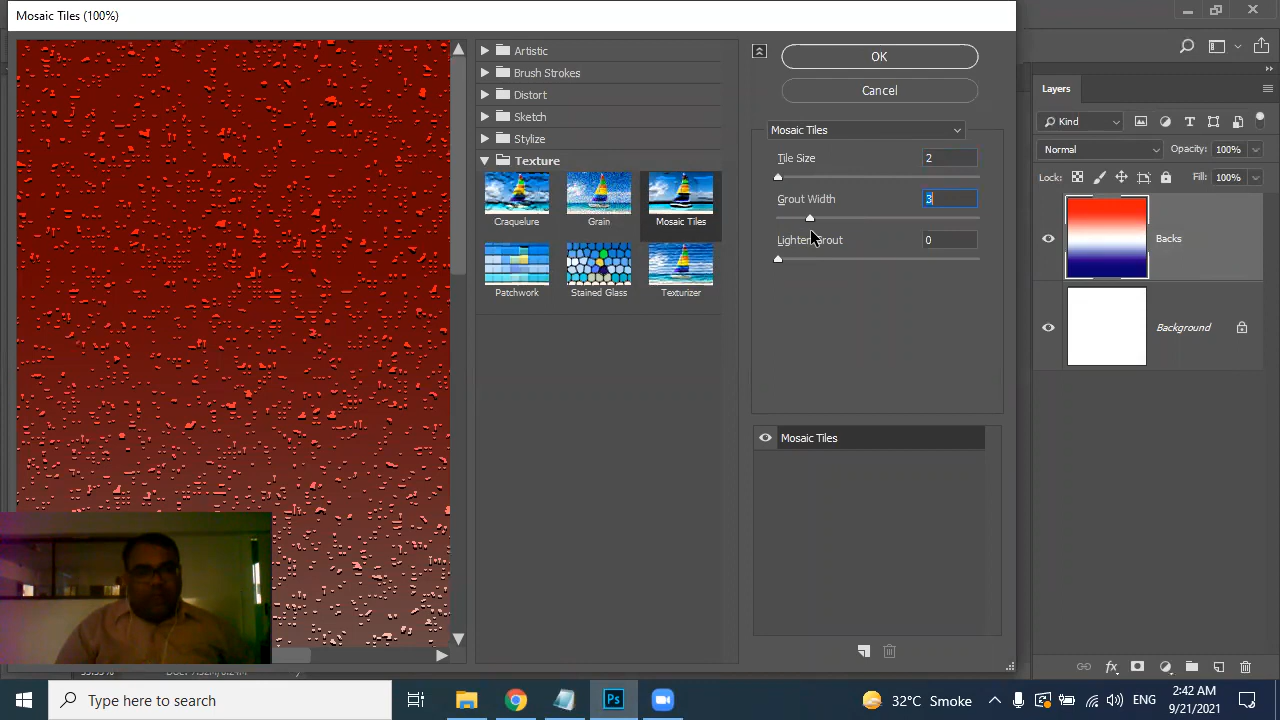 Mosaic Tiles (100%)
Artistic
Brush Strokes
Distort
Sketch
Stylize
Texture
Craquelure
Grain
Mosaic Tiles
Patchwork
Stained Glass
Texturizer
OK
Cancel
Mosaic Tiles
Tile Size 2
Grout Width 3
Lighten Grout 0
Mosaic Tiles
Layers
Kind
Normal
Opacity: 100%
Lock:
Fill: 100%
Backs
Background
fx
Type here to search
Ps
32°C Smoke
ENG
2:42 AM
9/21/2021